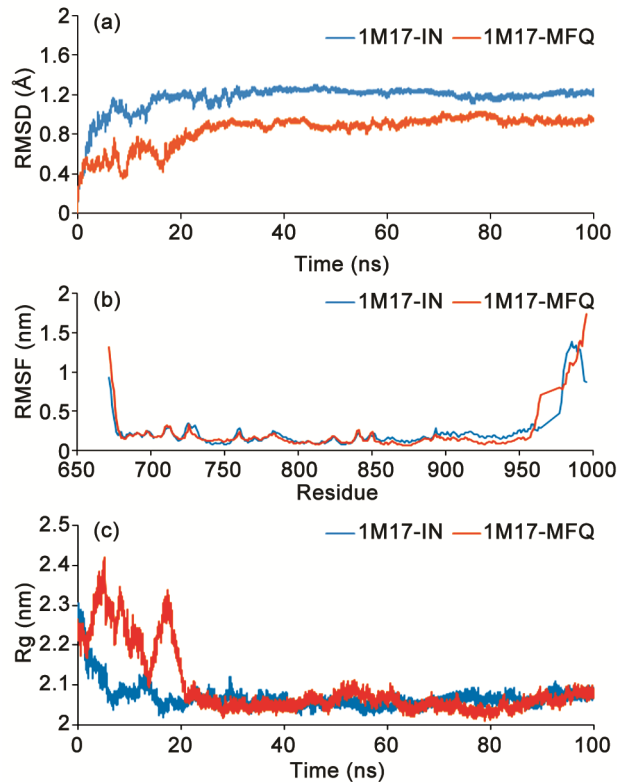 (a)
1M17-IN 1M17-MFQ
RMSD (Å)
2
1.6
1.2
0.8
0.4
0
0 20 40 60 80 100
Time (ns)
(b)
1M17-IN 1M17-MFQ
RMSF (nm)
2
1.5
1
0.5
0
650 700 750 800 850 900 950 1000
Residue
(c)
1M17-IN 1M17-MFQ
Rg (nm)
2.5
2.4
2.3
2.2
2.1
2
0 20 40 60 80 100
Time (ns)